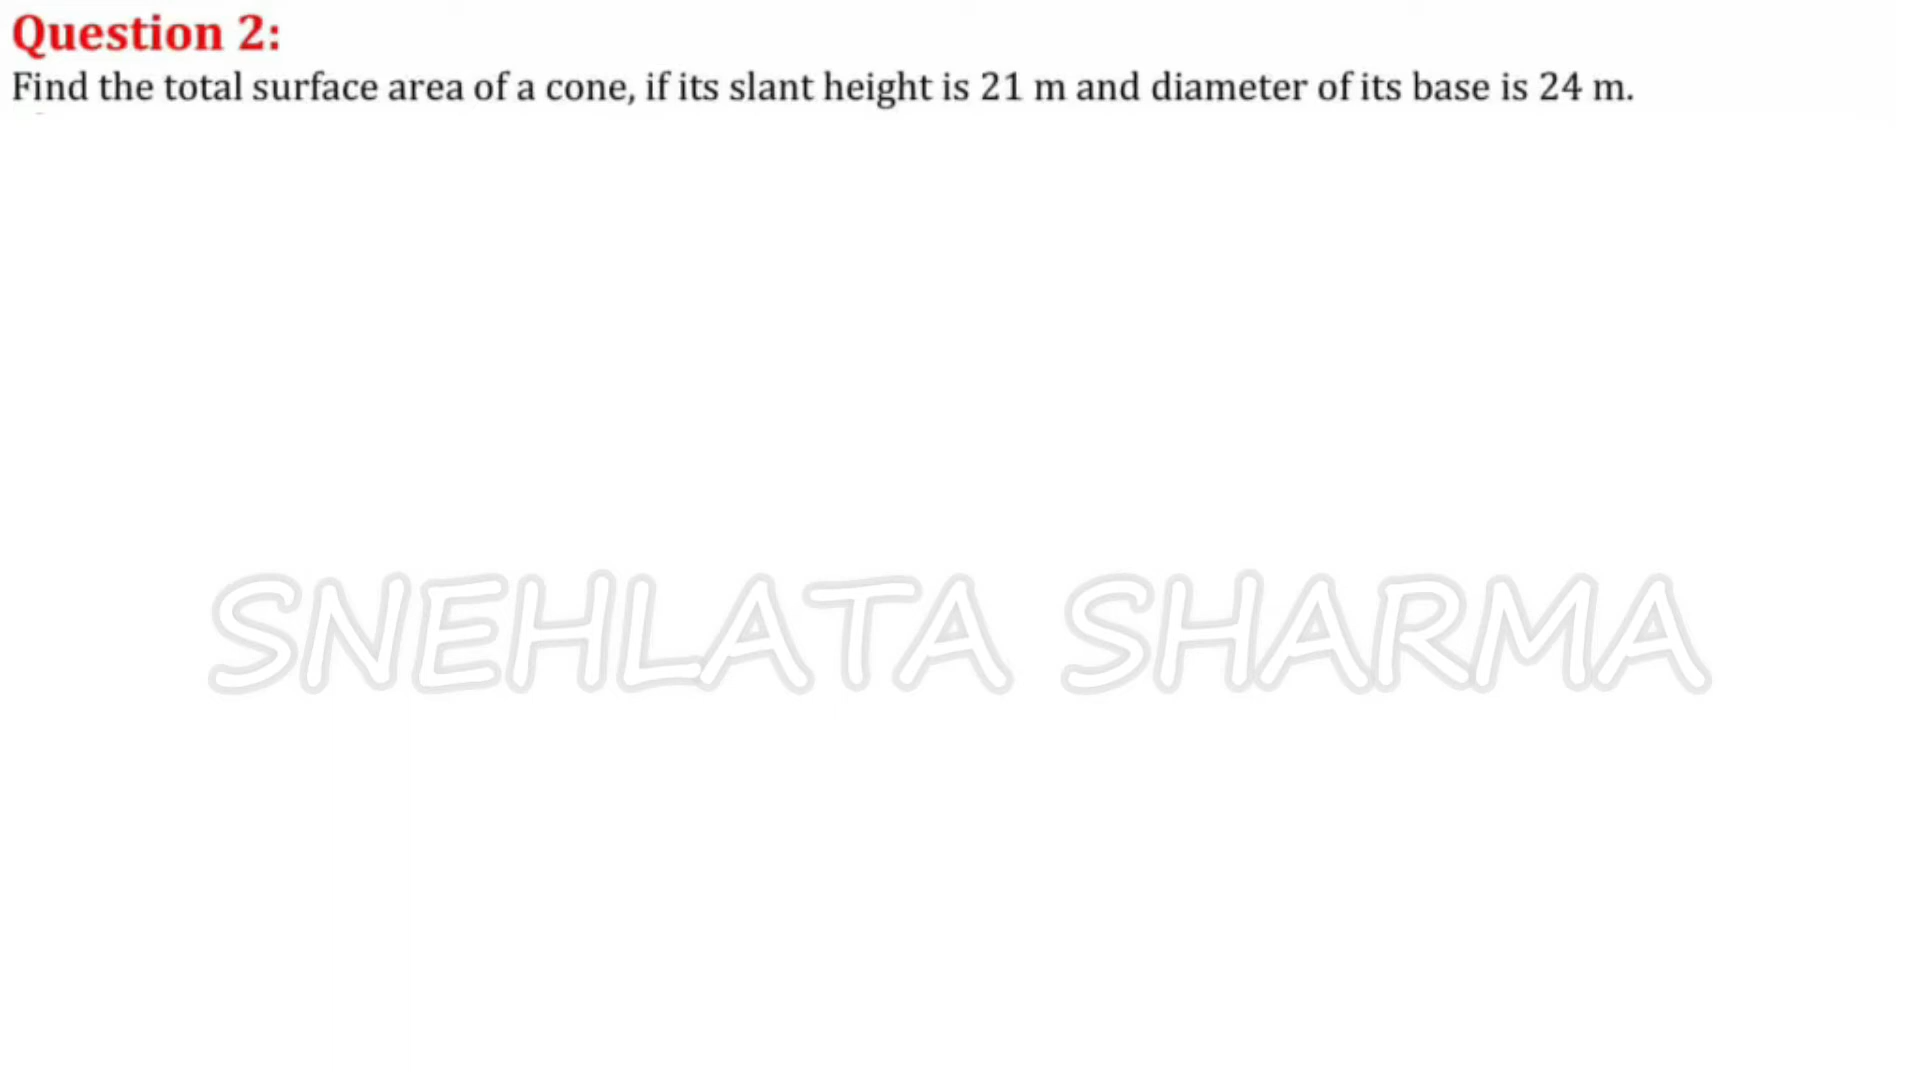 Question 2:
Find the total surface area of a cone, if its slant height is 21 m and diameter of its base is 24 m.
SNEHLATA SHARMA